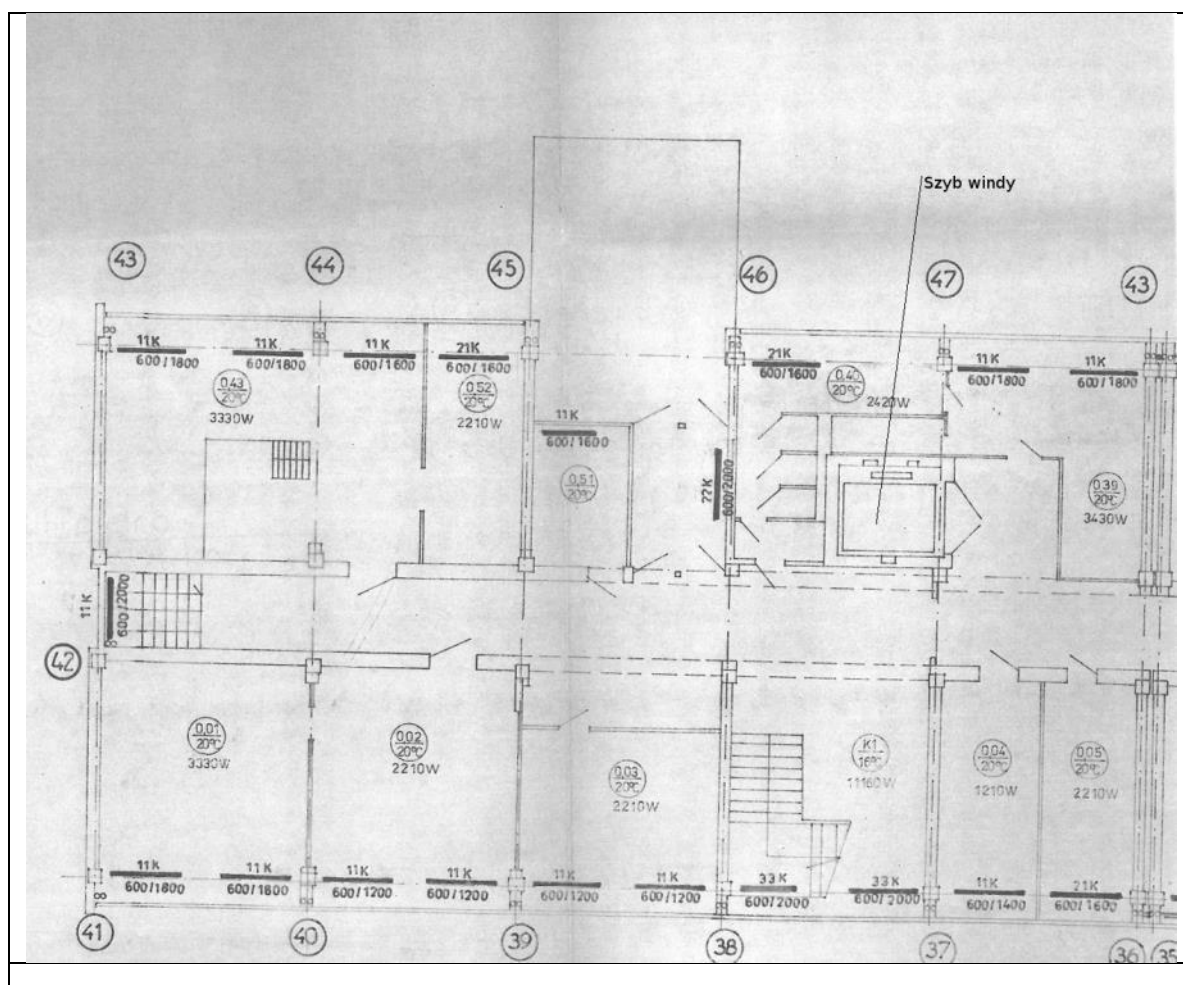 Szyb windy
43
44
45
46
47
43
11K
600/1800
11K
600/1800
11K
600/1600
21K
600/1600
21K
600/1600
11K
600/1800
11K
600/1800
0,43
20°C
3330W
0,52
20°C
2210W
0,40
20°C
2420W
11K
600/1600
0,51
20°C
22K
600/2000
0,39
20°C
3430W
11K
600/2000
42
0,01
20°C
3330W
0,02
20°C
2210W
0,03
20°C
2210W
K1
16°C
11160W
0,04
20°C
1210W
0,05
20°C
2210W
11K
600/1800
11K
600/1800
11K
600/1200
11K
600/1200
11K
600/1200
11K
600/1200
33K
600/2000
33K
600/2000
11K
600/1400
21K
600/1600
41
40
39
38
37
36
35